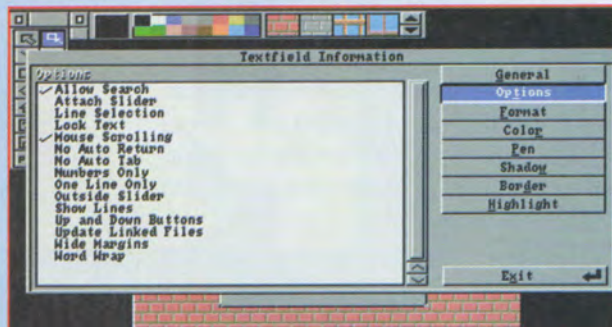 Textfield Information
Options
Allow Search
Attach Slider
Line Selection
Lock Text
Mouse Scrolling
No Auto Return
No Auto Tab
Numbers Only
One Line Only
Outside Slider
Show Lines
Up and Down Buttons
Update Linked Files
Wide Margins
Word Wrap
General
Options
Format
Color
Pen
Shadow
Border
Highlight
Exit